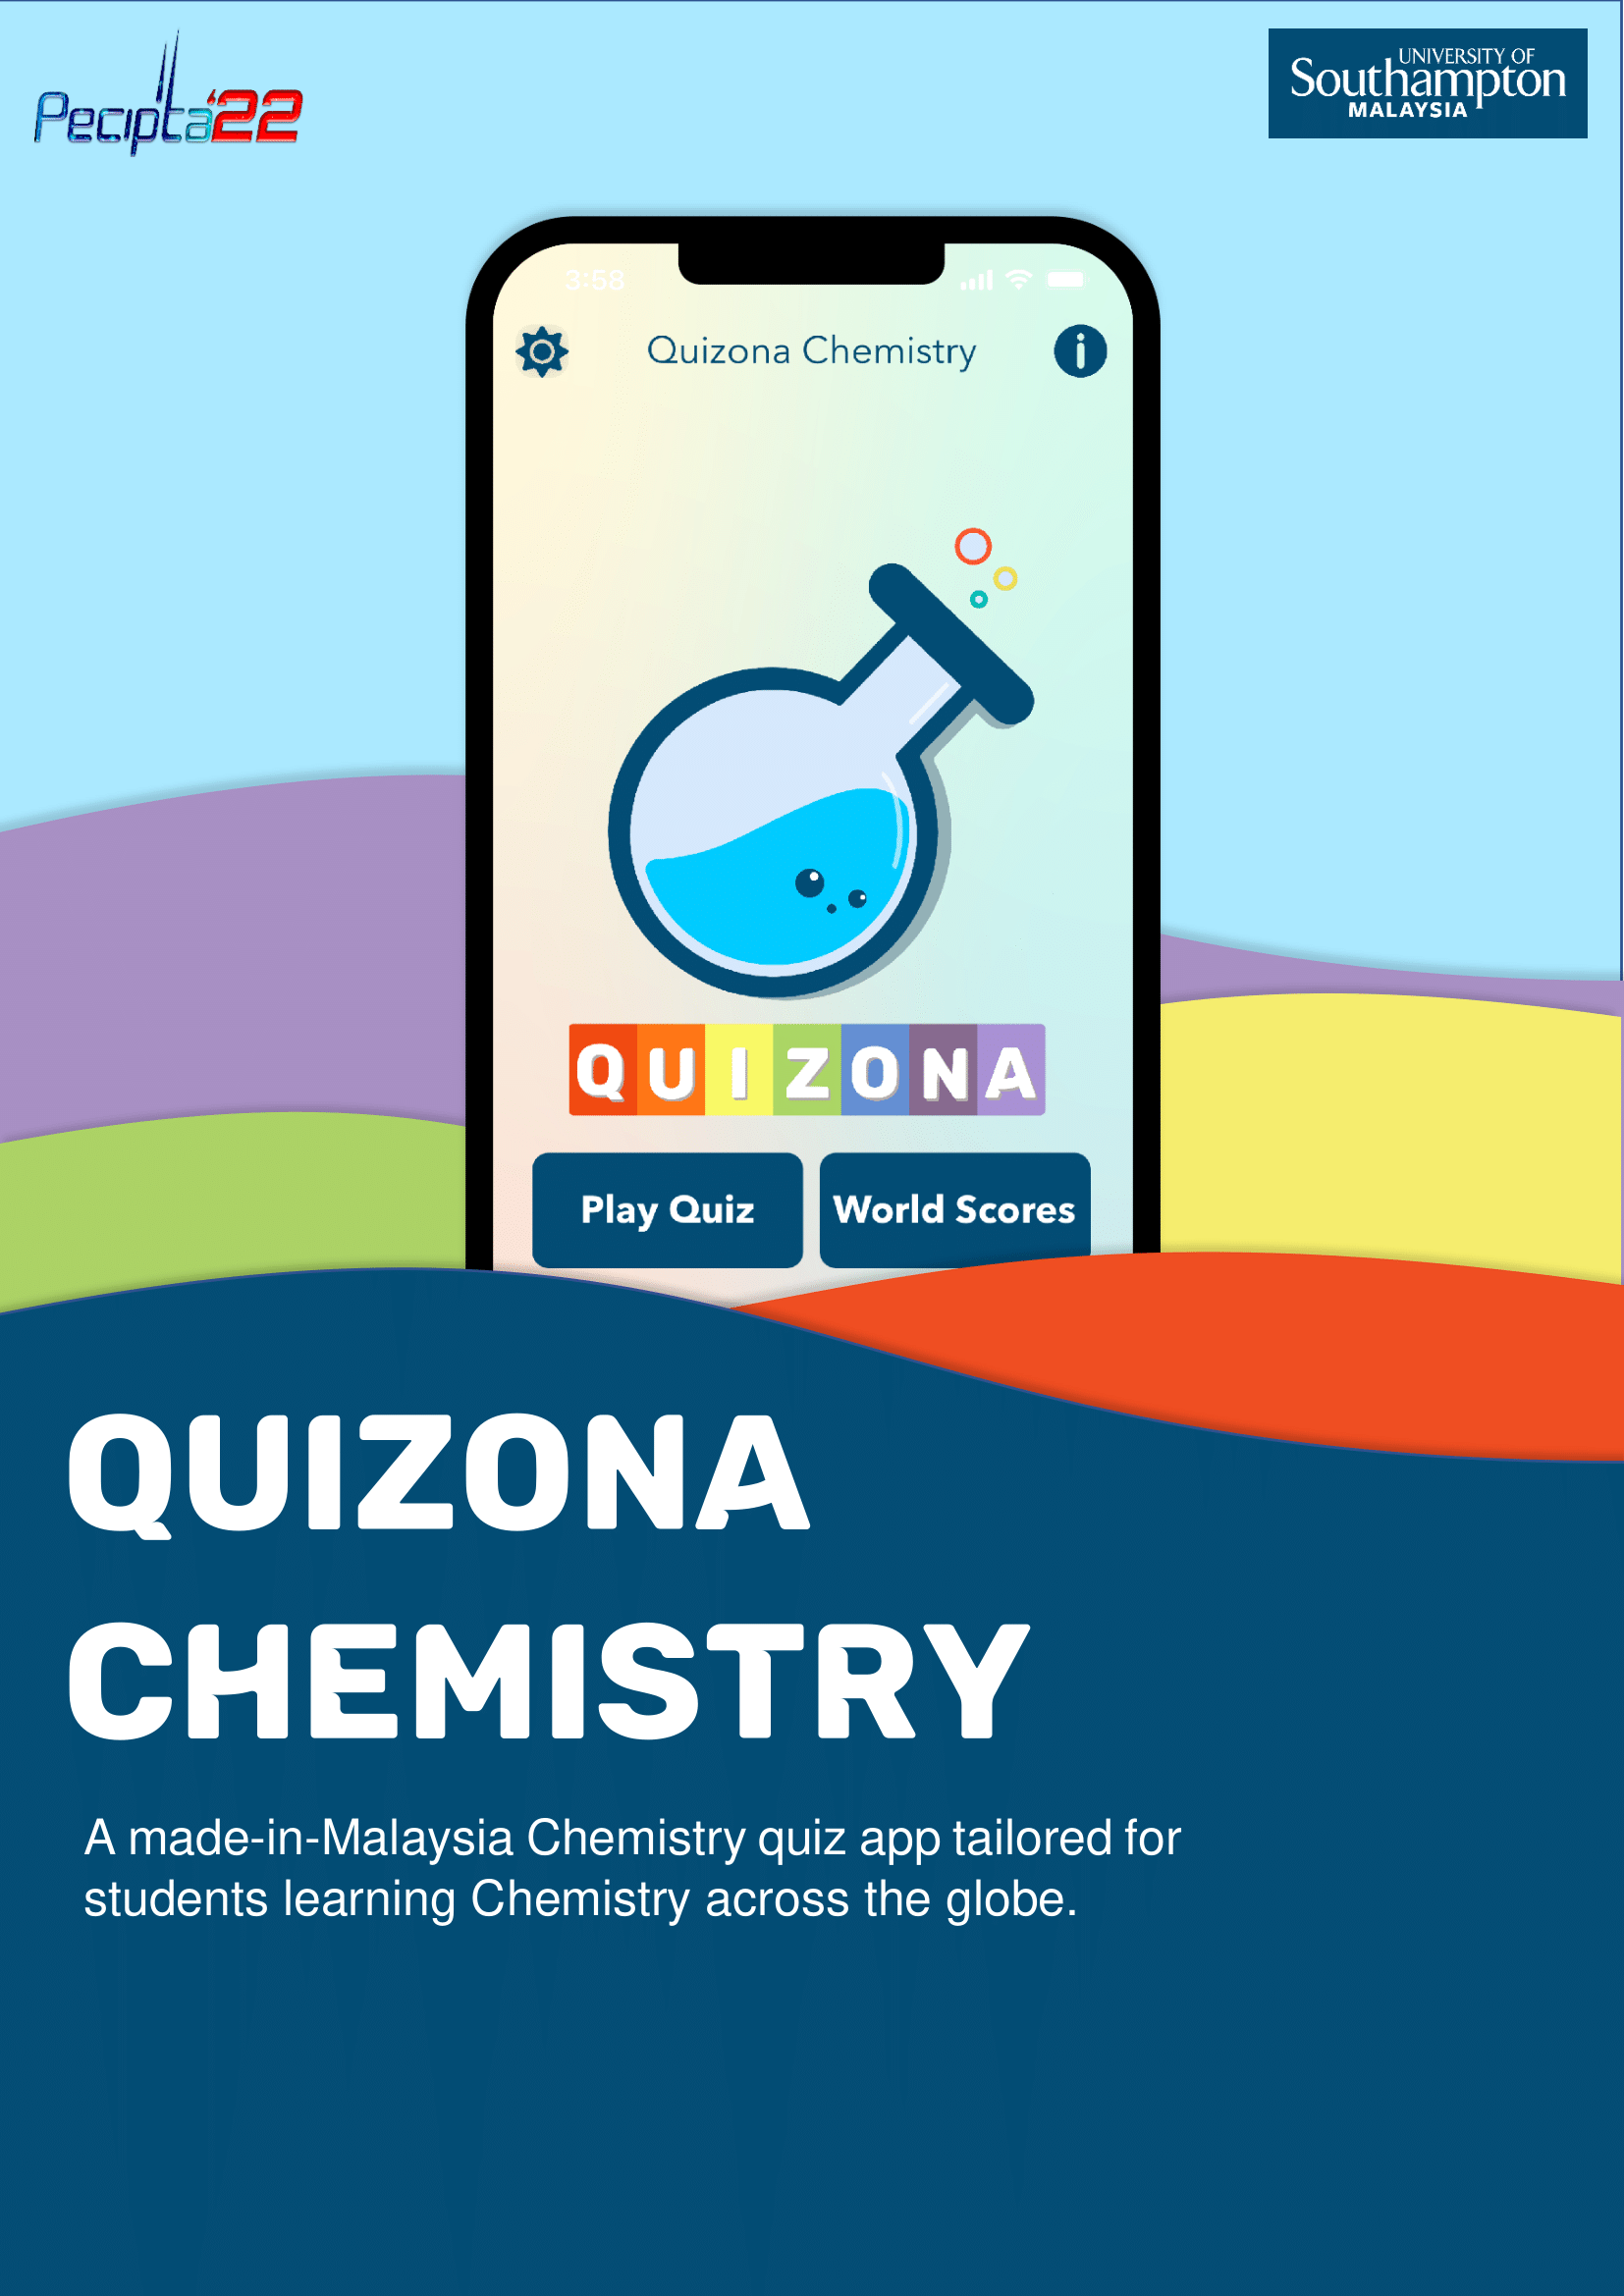 Pecipta'22
UNIVERSITY OF
Southampton
MALAYSIA
3:58
Quizona Chemistry
QUIZONA
Play Quiz
World Scores
QUIZONA
CHEMISTRY
A made-in-Malaysia Chemistry quiz app tailored for
students learning Chemistry across the globe.